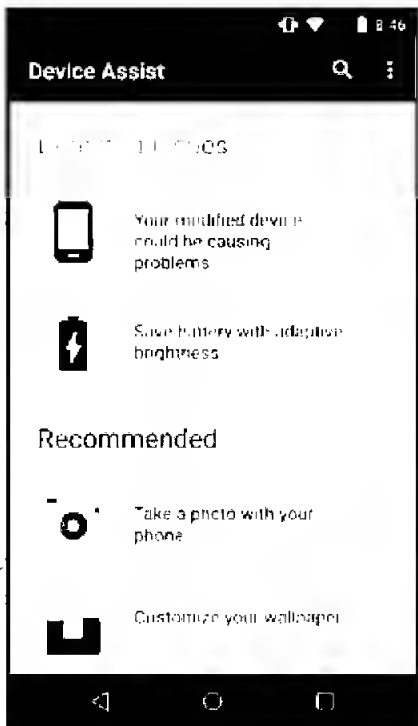 8:46
Device Assist
Your modified device
could be causing
problems
Save battery with adaptive
brightness
Recommended
Take a photo with your
phone
Customize your wallpaper